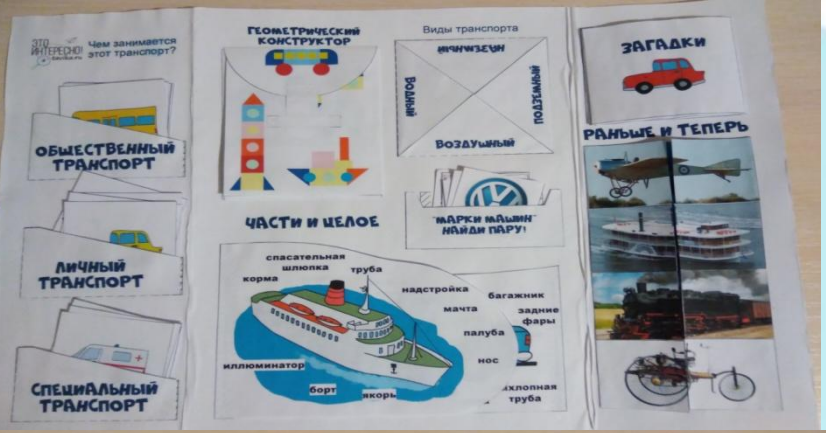 ЭТО
ИНТЕРЕСНО!
Чем занимается
этот транспорт?
ОБЩЕСТВЕННЫЙ
ТРАНСПОРТ
ЛИЧНЫЙ
ТРАНСПОРТ
СПЕЦИАЛЬНЫЙ
ТРАНСПОРТ
ГЕОМЕТРИЧЕСКИЙ
КОНСТРУКТОР
Виды транспорта
НАЗЕМНЫЙ
ВОДНЫЙ
ПОДЗЕМНЫЙ
ВОЗДУШНЫЙ
"МАРКИ МАШИН"
НАЙДИ ПАРУ!
ЧАСТИ И ЦЕЛОЕ
спасательная
шлюпка
труба
корма
надстройка
мачта
палуба
нос
иллюминатор
борт
якорь
багажник
задние
фары
хлопная
труба
ЗАГАДКИ
РАНЬШЕ И ТЕПЕРЬ